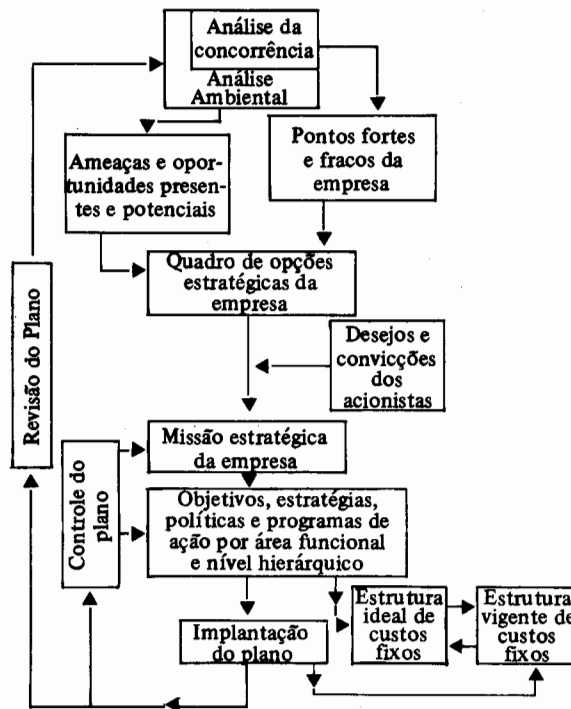 Análise da
concorrência
Análise
Ambiental
Ameaças e opor-
tunidades presen-
tes e potenciais
Pontos fortes
e fracos da
empresa
Quadro de opções
estratégicas da
empresa
Desejos e
convicções
dos
acionistas
Revisão do Plano
Missão estratégica
da empresa
Controle do
plano
Objetivos, estratégias,
políticas e programas de
ação por área funcional
e nível hierárquico
Implantação
do plano
Estrutura
ideal de
custos
fixos
Estrutura
vigente de
custos
fixos